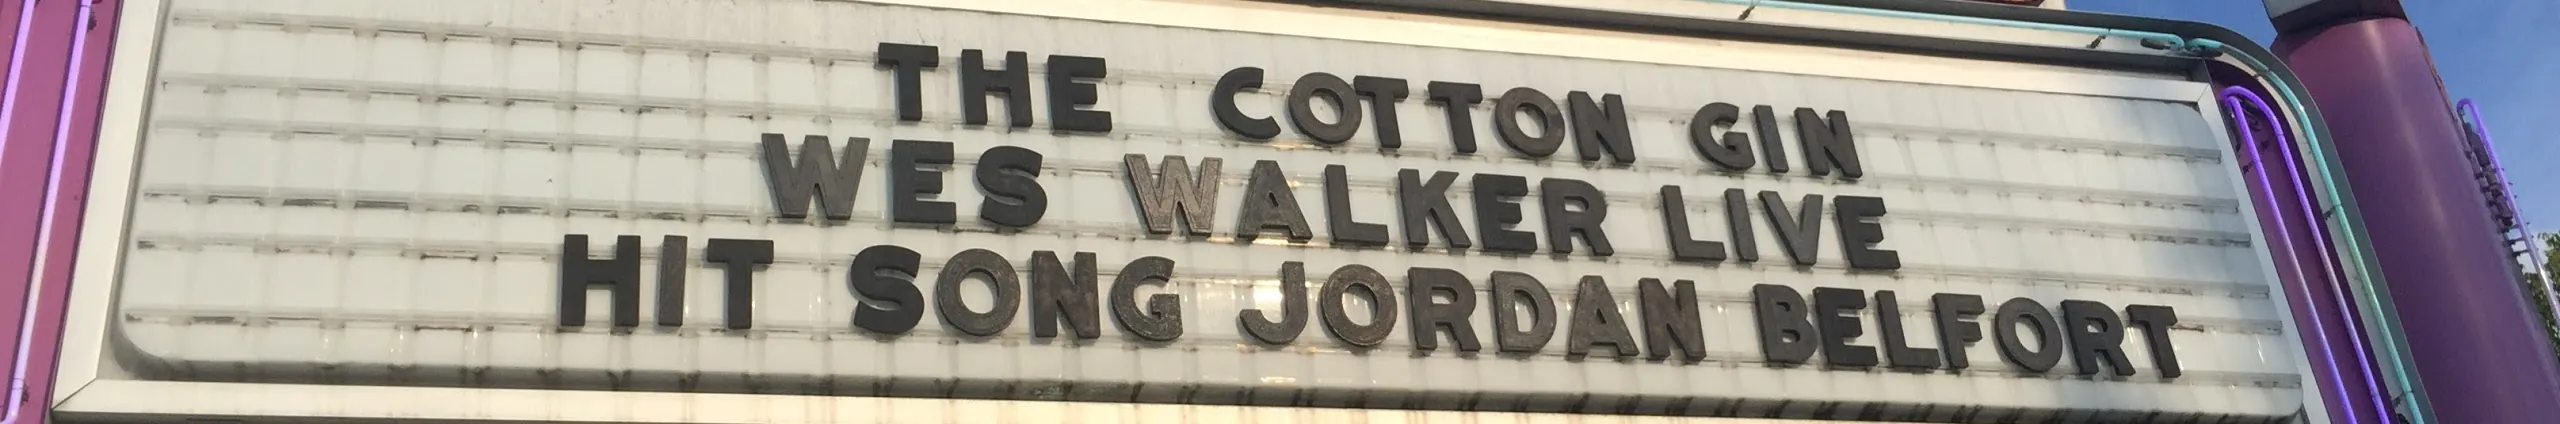 THE COTTON GIN
WES WALKER LIVE
HIT SONG JORDAN BELFORT